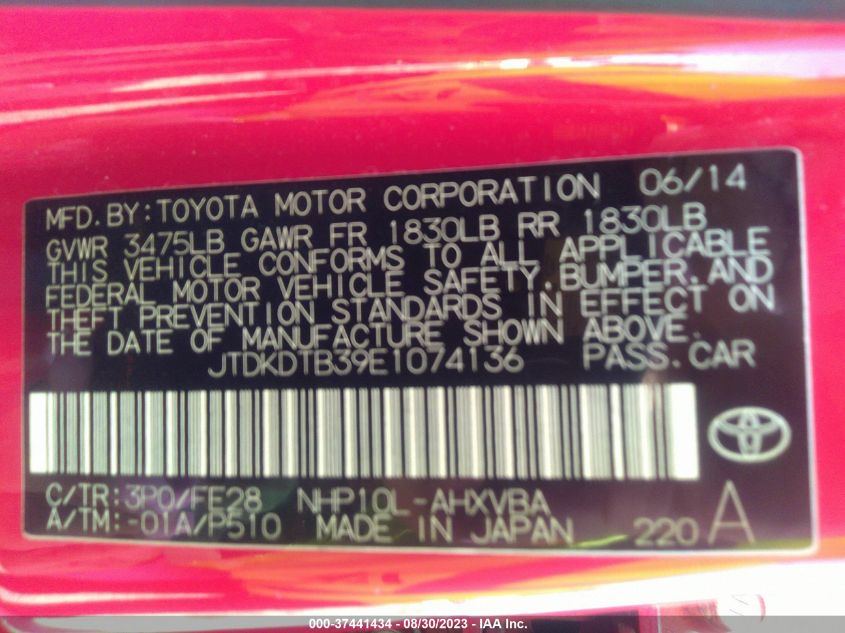 MFD. BY: TOYOTA MOTOR CORPORATION 06/14
GVWR 3475LB GAWR FR 1830LB RR 1830LB
THIS VEHICLE CONFORMS TO ALL APPLICABLE
FEDERAL MOTOR VEHICLE SAFETY, BUMPER, AND
THEFT PREVENTION STANDARDS IN EFFECT ON
THE DATE OF MANUFACTURE SHOWN ABOVE.
JTDKDTB39E1074136 PASS. CAR
C/TR: 3P0/FE28 NHP10L-AHXVBA
A/TM: -01A/P510 MADE IN JAPAN 220 A
000-37441434 - 08/30/2023 - IAA Inc.